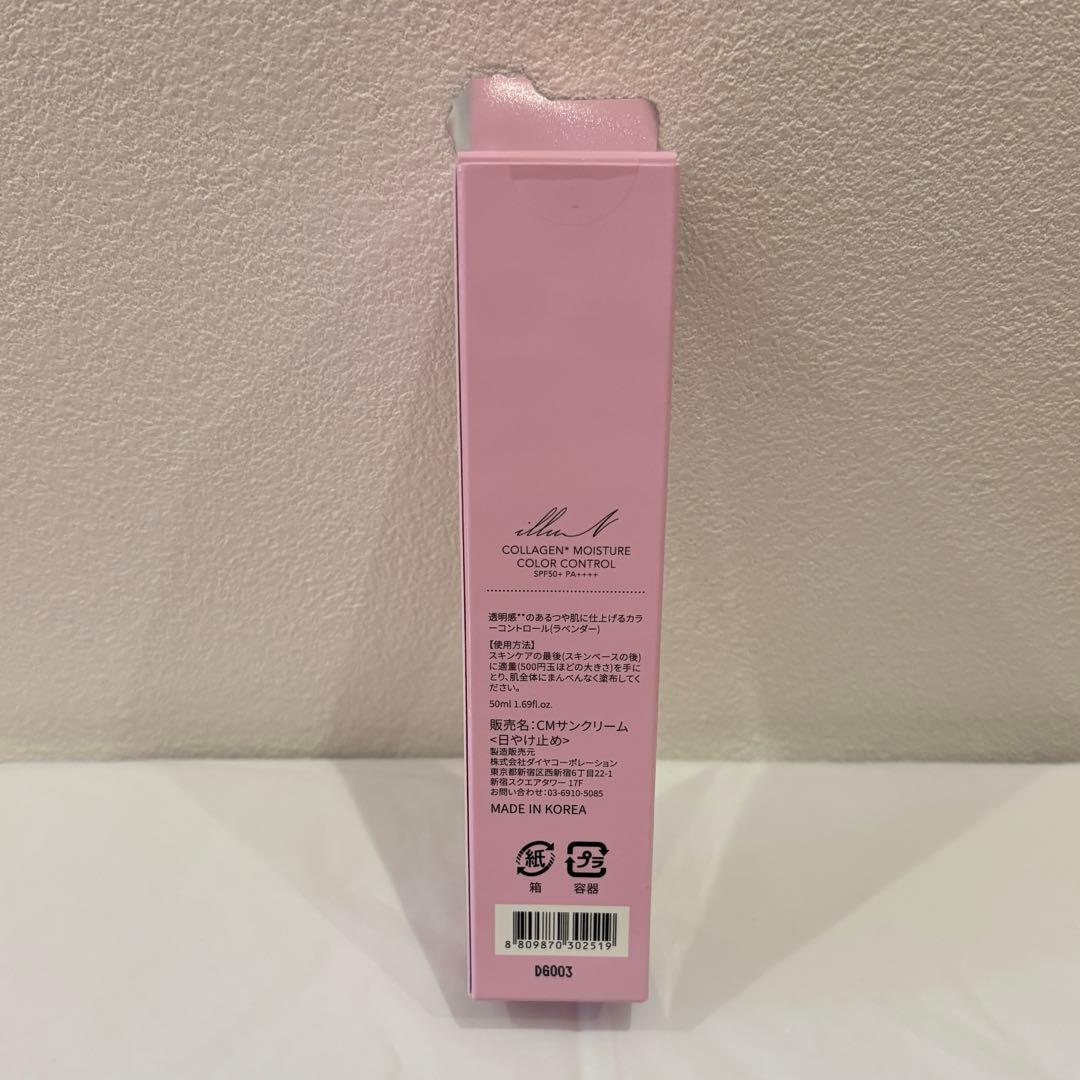 illuN
COLLAGEN* MOISTURE
COLOR CONTROL
SPF50+ PA++++
透明感**のあるつや肌に仕上げるカラ
ーコントロール(ラベンダー)
【使用方法】
スキンケアの最後(スキンベースの後)
に適量(500円玉ほどの大きさ)を手に
とり、肌全体にまんべんなく塗布してく
ださい。
50ml 1.69fl.oz.
販売名:CMサンクリーム
<日やけ止め>
製造販売元
株式会社ダイヤコーポレーション
東京都新宿区西新宿6丁目22-1
新宿スクエアタワー 17F
お問い合わせ:03-6910-5085
MADE IN KOREA
紙 プラ
箱 容器
8 809870 302519
DG003